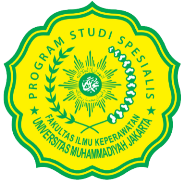 PROGRAM STUDI SPESIALIS
FAKULTAS ILMU KEPERAWATAN
UNIVERSITAS MUHAMMADIYAH JAKARTA